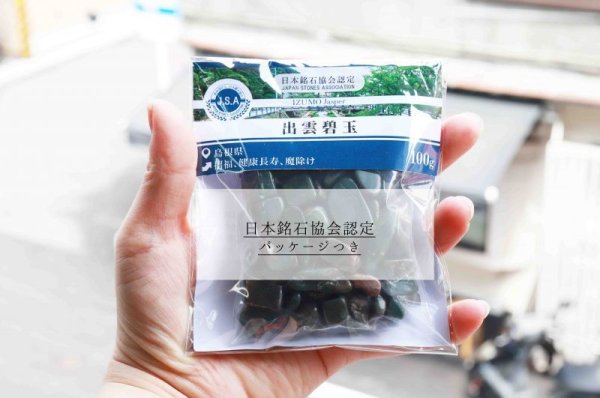 日本銘石協会認定
JAPAN STONES ASSOCIATION
J.S.A
IZUMO Jasper
出雲碧玉
島根県
招福、健康長寿、魔除け
100g
日本銘石協会認定
パッケージつき